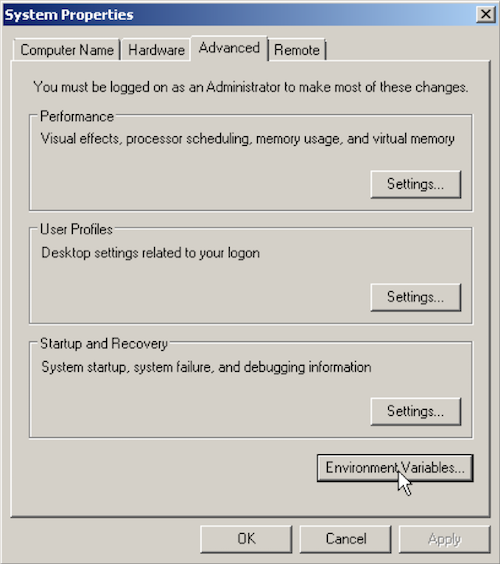 System Properties
Computer Name Hardware Advanced Remote
You must be logged on as an Administrator to make most of these changes.
Performance
Visual effects, processor scheduling, memory usage, and virtual memory
Settings...
User Profiles
Desktop settings related to your logon
Settings...
Startup and Recovery
System startup, system failure, and debugging information
Settings...
Environment Variables...
OK Cancel Apply